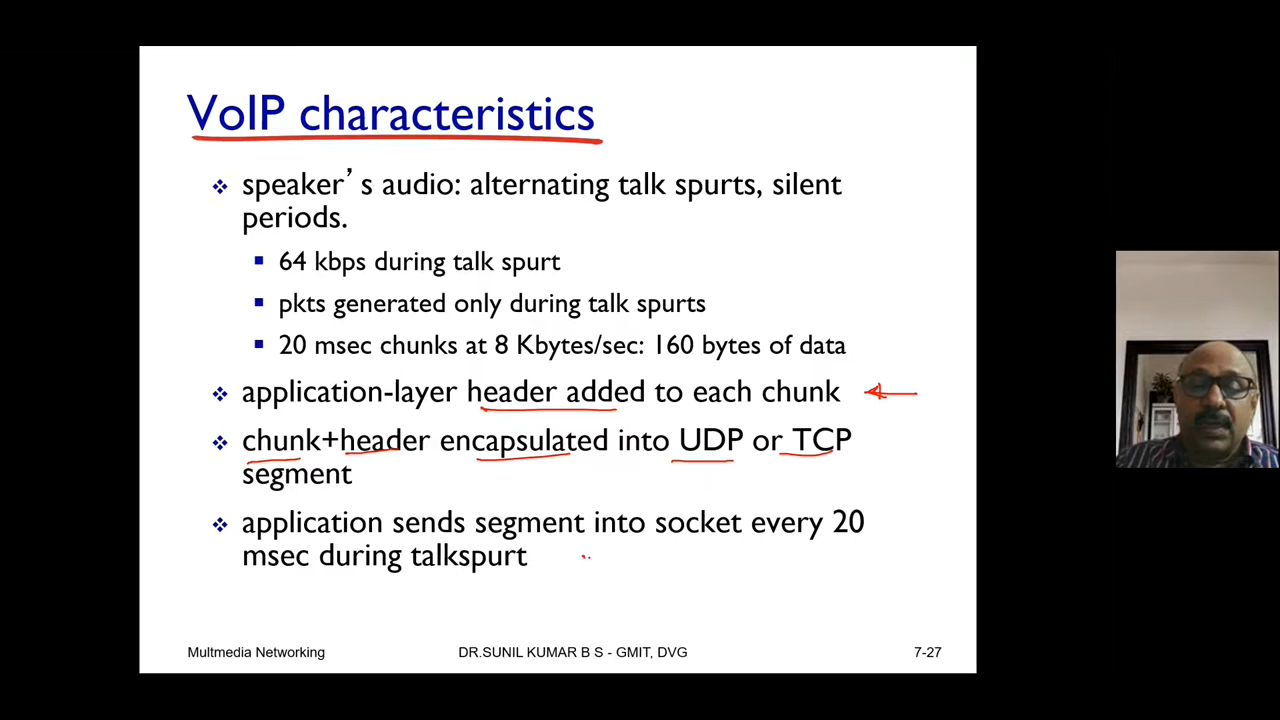 VoIP characteristics
speaker's audio: alternating talk spurts, silent
periods.
64 kbps during talk spurt
pkts generated only during talk spurts
20 msec chunks at 8 Kbytes/sec: 160 bytes of data
application-layer header added to each chunk
chunk+header encapsulated into UDP or TCP
segment
application sends segment into socket every 20
msec during talkspurt
Multmedia Networking
DR.SUNIL KUMAR B S - GMIT, DVG
7-27